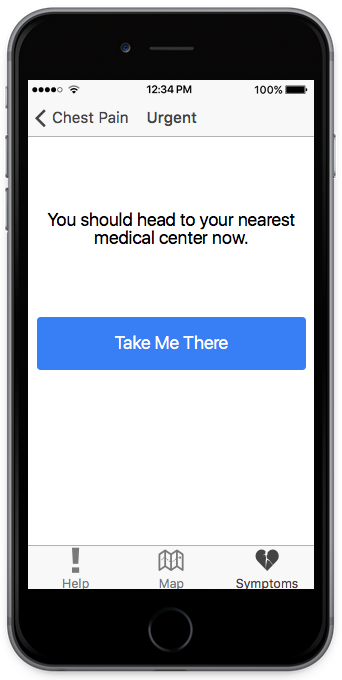 12:34 PM 100%
Chest Pain Urgent
You should head to your nearest
medical center now.
Take Me There
Help Map Symptoms